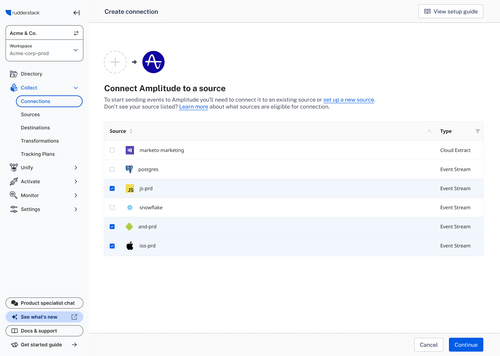 rudderstack
Create connection
View setup guide
Acme & Co.
Workspace
Acme-corp-prod
Directory
Collect
Connections
Sources
Destinations
Transformations
Tracking Plans
Unify
Activate
Monitor
Settings
Connect Amplitude to a source
To start sending events to Amplitude you'll need to connect it to an existing source or set up a new source.
Don't see your source listed? Learn more about what sources are eligible for connection.
Source Type
marketo-marketing Cloud Extract
postgres Event Stream
JS js-prd Event Stream
snowflake Event Stream
and-prd Event Stream
ios-prd Event Stream
Product specialist chat
See what's new
Docs & support
Get started guide
Cancel
Continue